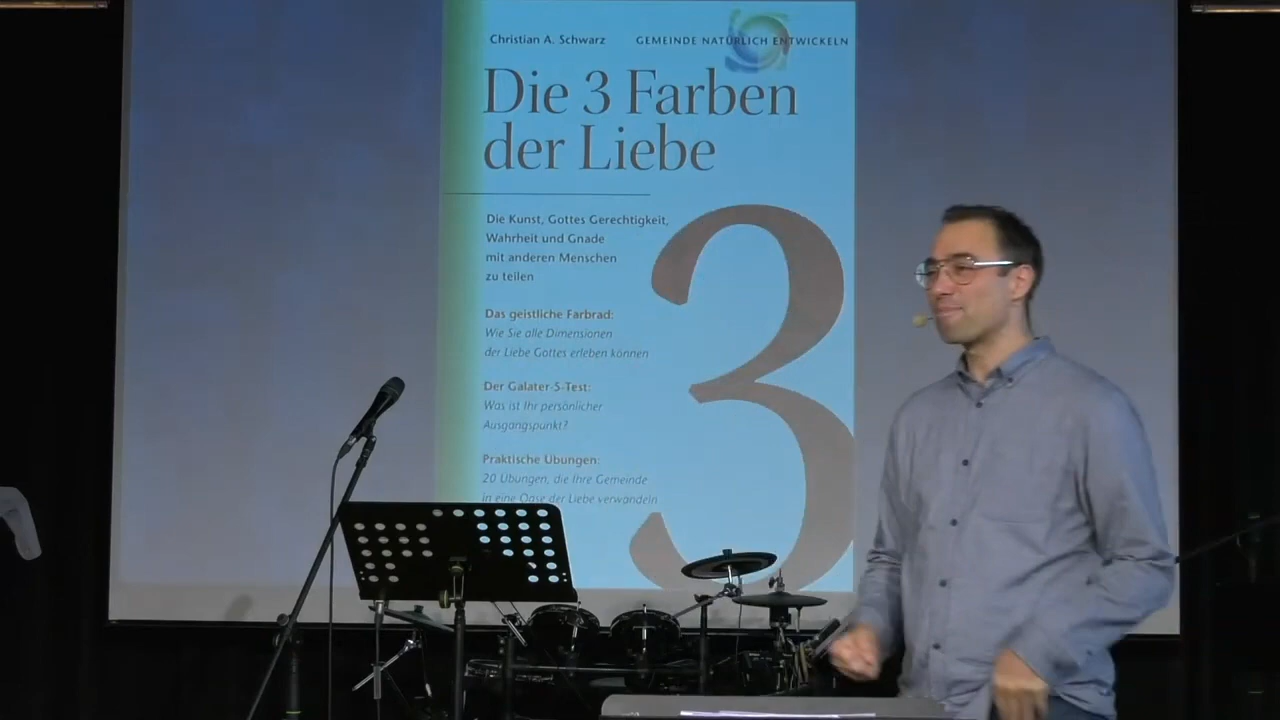 Christian A. Schwarz GEMEINDE NATÜRLICH ENTWICKELN
Die 3 Farben
der Liebe
Die Kunst, Gottes Gerechtigkeit,
Wahrheit und Gnade
mit anderen Menschen
zu teilen
3
Das geistliche Farbrad:
Wie Sie alle Dimensionen
der Liebe Gottes erleben können
Der Galater-5-Test:
Was ist Ihr persönlicher
Ausgangspunkt?
Praktische Übungen:
20 Übungen, die Ihre Gemeinde
in eine Oase der Liebe verwandeln